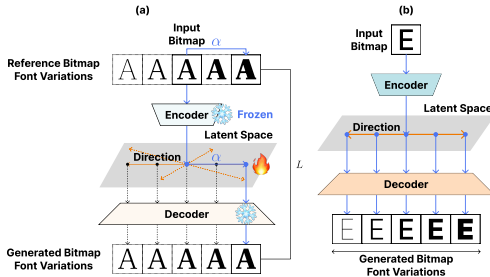 (a)
Input
Bitmap
α
Reference Bitmap
Font Variations
A A A A A
Encoder
Frozen
Latent Space
Direction
α
L
Decoder
Generated Bitmap
Font Variations
A A A A A
(b)
Input
Bitmap
E
Encoder
Latent Space
Direction
Decoder
E E E E E
Generated Bitmap
Font Variations